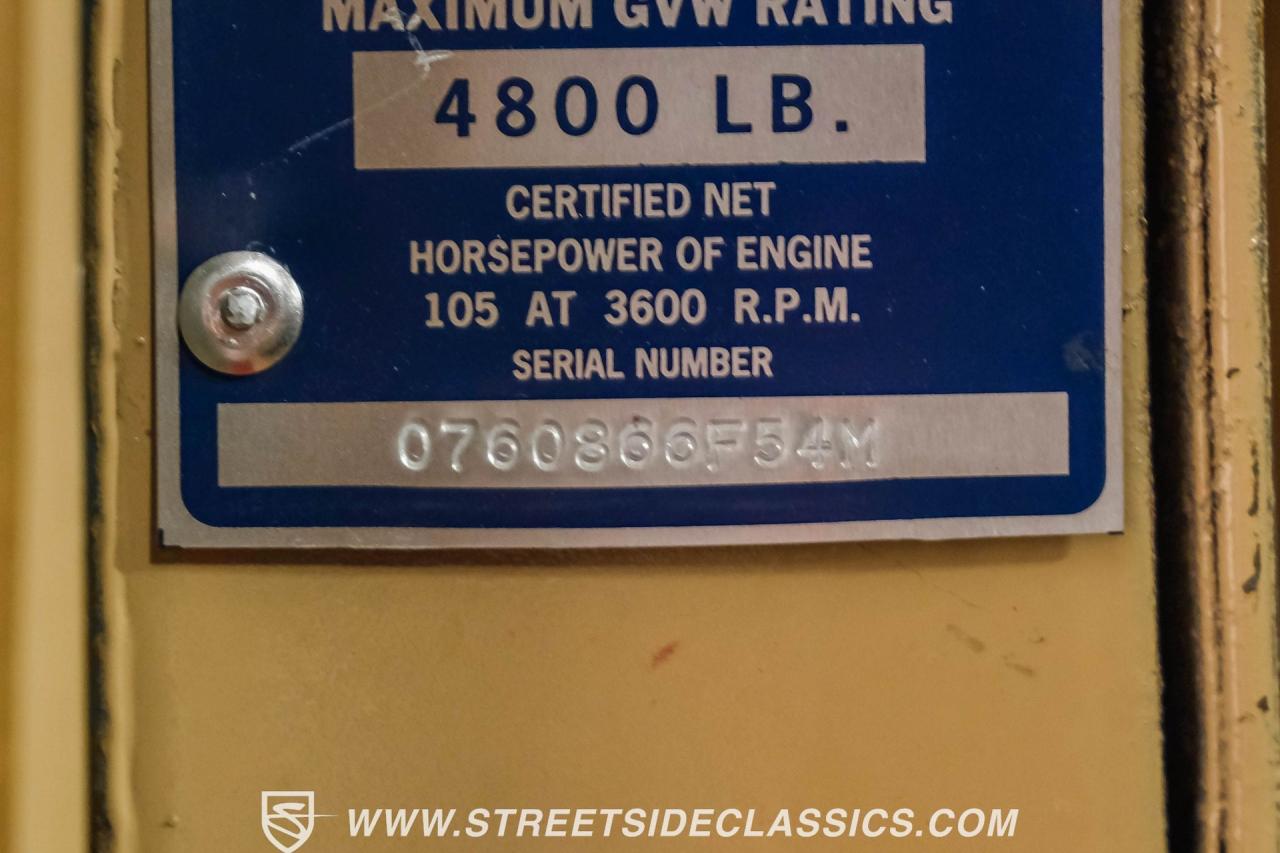 MAXIMUM GVW RATING
4800 LB.
CERTIFIED NET
HORSEPOWER OF ENGINE
105 AT 3600 R.P.M.
SERIAL NUMBER
0760866F54M
WWW.STREETSIDECLASSICS.COM